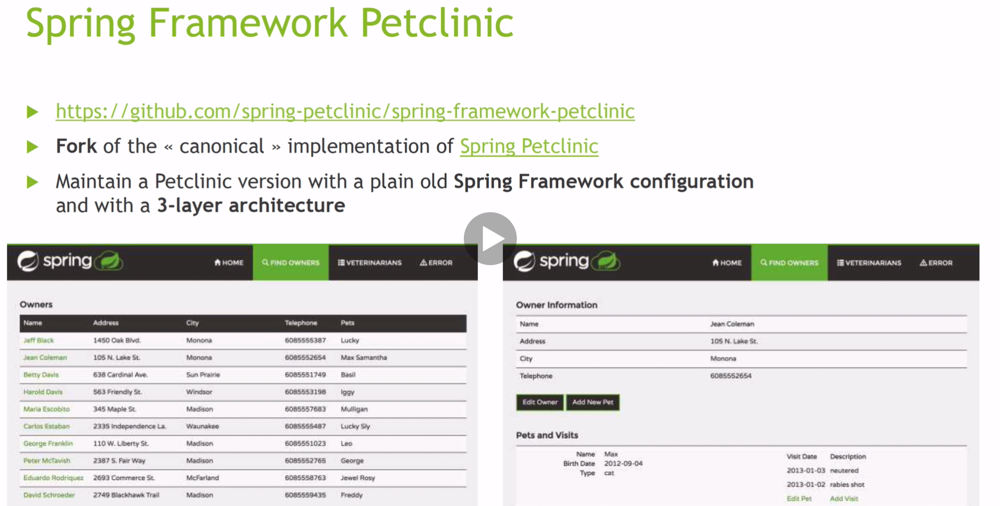 Spring Framework Petclinic
https://github.com/spring-petclinic/spring-framework-petclinic
Fork of the « canonical » implementation of Spring Petclinic
Maintain a Petclinic version with a plain old Spring Framework configuration
and with a 3-layer architecture
spring HOME FIND OWNERS VETERINARIANS ERROR
Owners
Name Address City Telephone Pets
Jeff Black 1450 Oak Blvd. Monona 6085555387 Lucky
Jean Coleman 105 N. Lake St. Monona 6085552654 Max Samantha
Betty Davis 638 Cardinal Ave. Sun Prairie 6085551749 Basil
Harold Davis 563 Friendly St. Windsor 6085553198 Iggy
Maria Escobito 345 Maple St. Madison 6085557683 Mulligan
Carlos Estaban 2335 Independence La. Waunakee 6085555487 Lucky Sly
George Franklin 110 W. Liberty St. Madison 6085551023 Leo
Peter McTavish 2387 S. Fair Way Madison 6085552765 George
Eduardo Rodriquez 2693 Commerce St. McFarland 6085558763 Jewel Rosy
David Schroeder 2749 Blackhawk Trail Madison 6085559435 Freddy
spring HOME FIND OWNERS VETERINARIANS ERROR
Owner Information
Name Jean Coleman
Address 105 N. Lake St.
City Monona
Telephone 6085552654
Edit Owner Add New Pet
Pets and Visits
Name Max
Birth Date 2012-09-04
Type cat
Visit Date Description
2013-01-03 neutered
2013-01-02 rabies shot
Edit Pet Add Visit